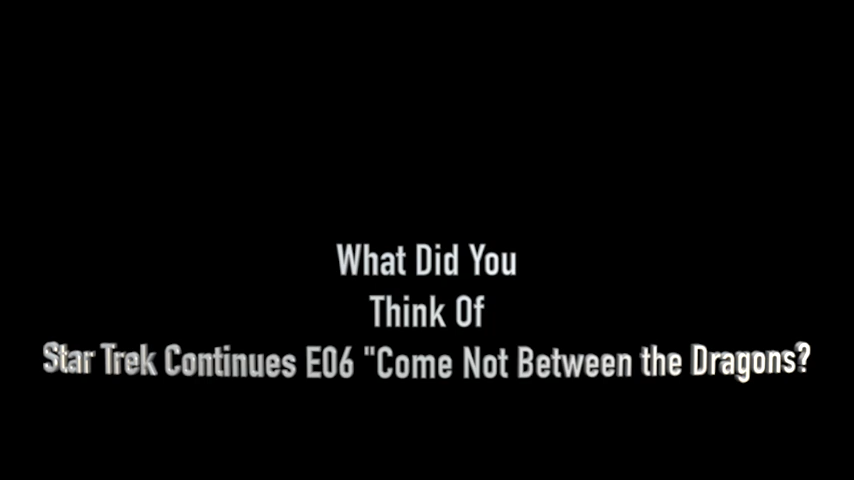 What Did You
Think Of
Star Trek Continues E06 "Come Not Between the Dragons?